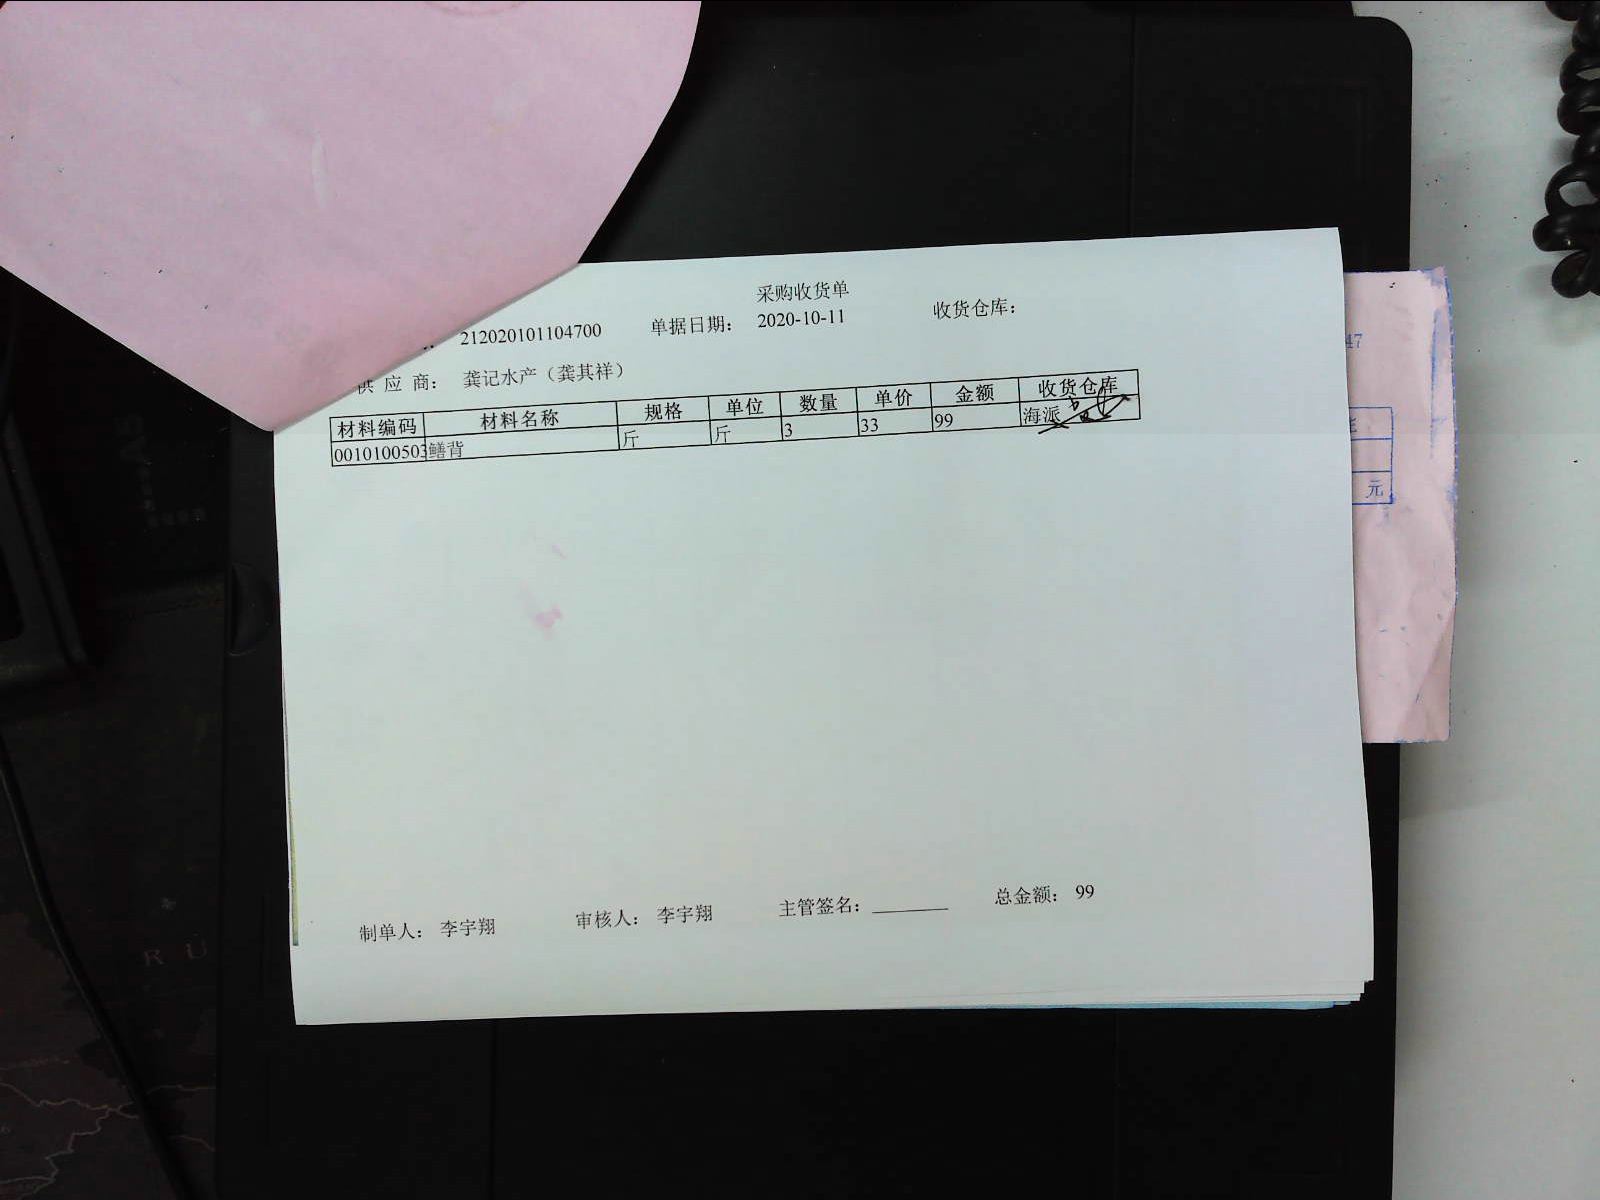 采购收货单
212020101104700 单据日期： 2020-10-11 收货仓库：
供应商： 龚记水产（龚其祥）
材料编码 材料名称 规格 单位 数量 单价 金额 收货仓库
0010100503 鳝背 斤 斤 3 33 99 海派
制单人： 李宇翔 审核人： 李宇翔 主管签名： 总金额： 99
47
元
R U